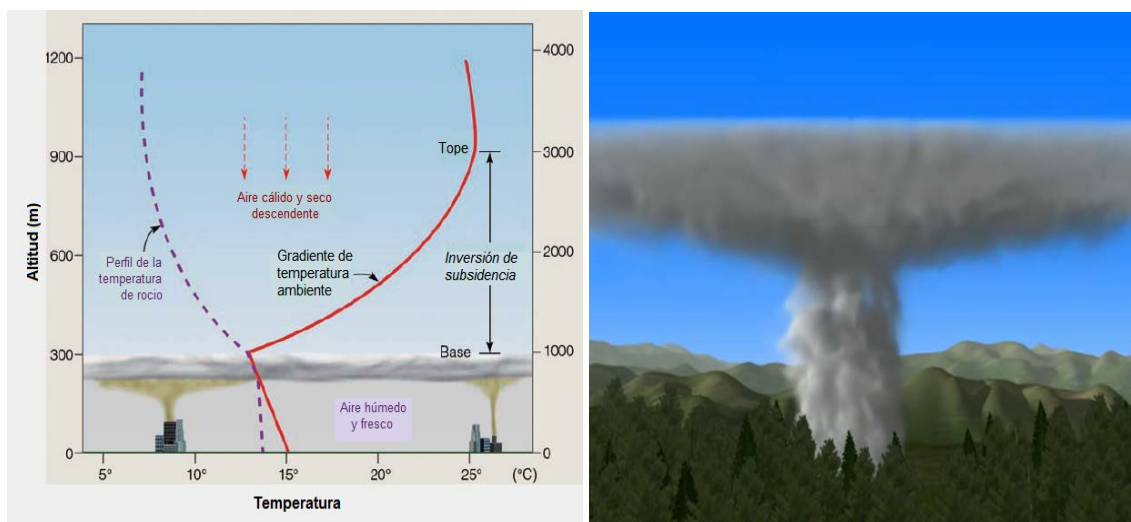 1200
900
600
300
0
Altitud (m)
4000
3000
2000
1000
0
Tope
Aire cálido y seco
descendente
Gradiente de
temperatura
ambiente
Inversión de
subsidencia
Perfil de la
temperatura
de rocio
Base
Aire húmedo
y fresco
5° 10° 15° 20° 25° (°C)
Temperatura